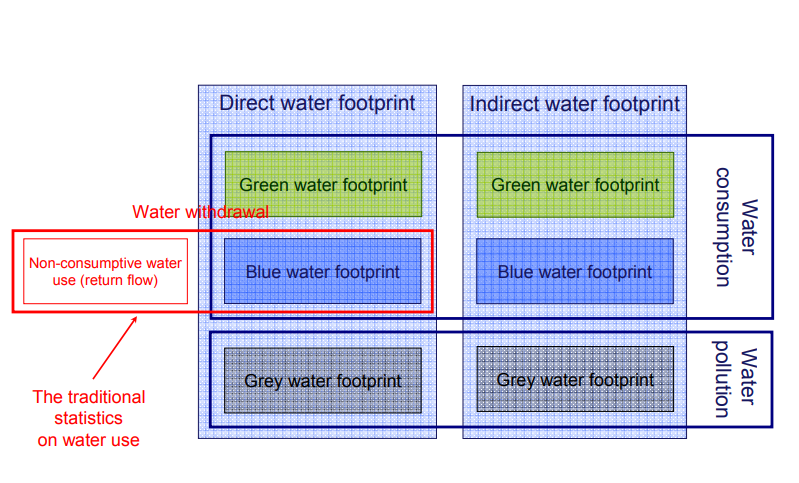 Direct water footprint
Indirect water footprint
Green water footprint
Green water footprint
Water
consumption
Water withdrawal
Non-consumptive water
use (return flow)
Blue water footprint
Blue water footprint
Grey water footprint
Grey water footprint
Water
pollution
The traditional
statistics
on water use